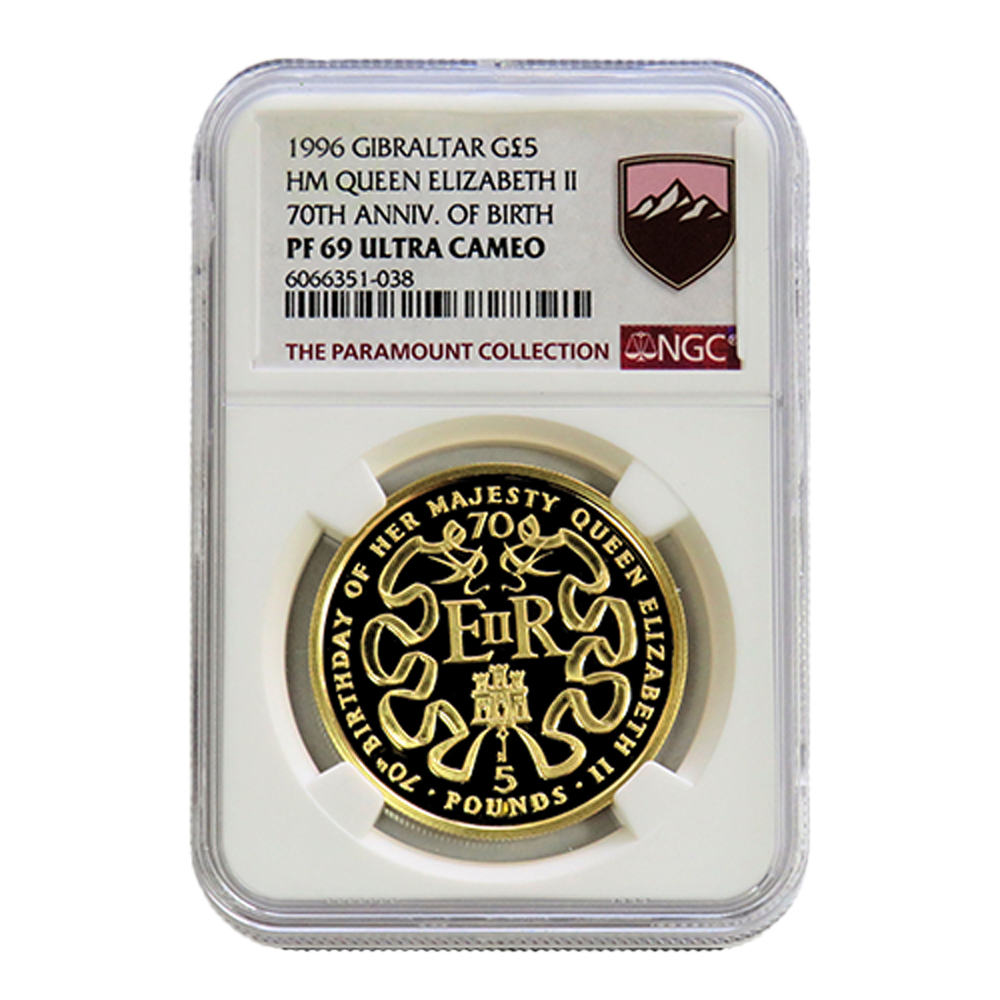 1996 GIBRALTAR G£5
HM QUEEN ELIZABETH II
70TH ANNIV. OF BIRTH
PF 69 ULTRA CAMEO
6066351-038
THE PARAMOUNT COLLECTION
NGC®
70TH BIRTHDAY OF HER MAJESTY QUEEN ELIZABETH II
70
EIIR
5
· POUNDS ·